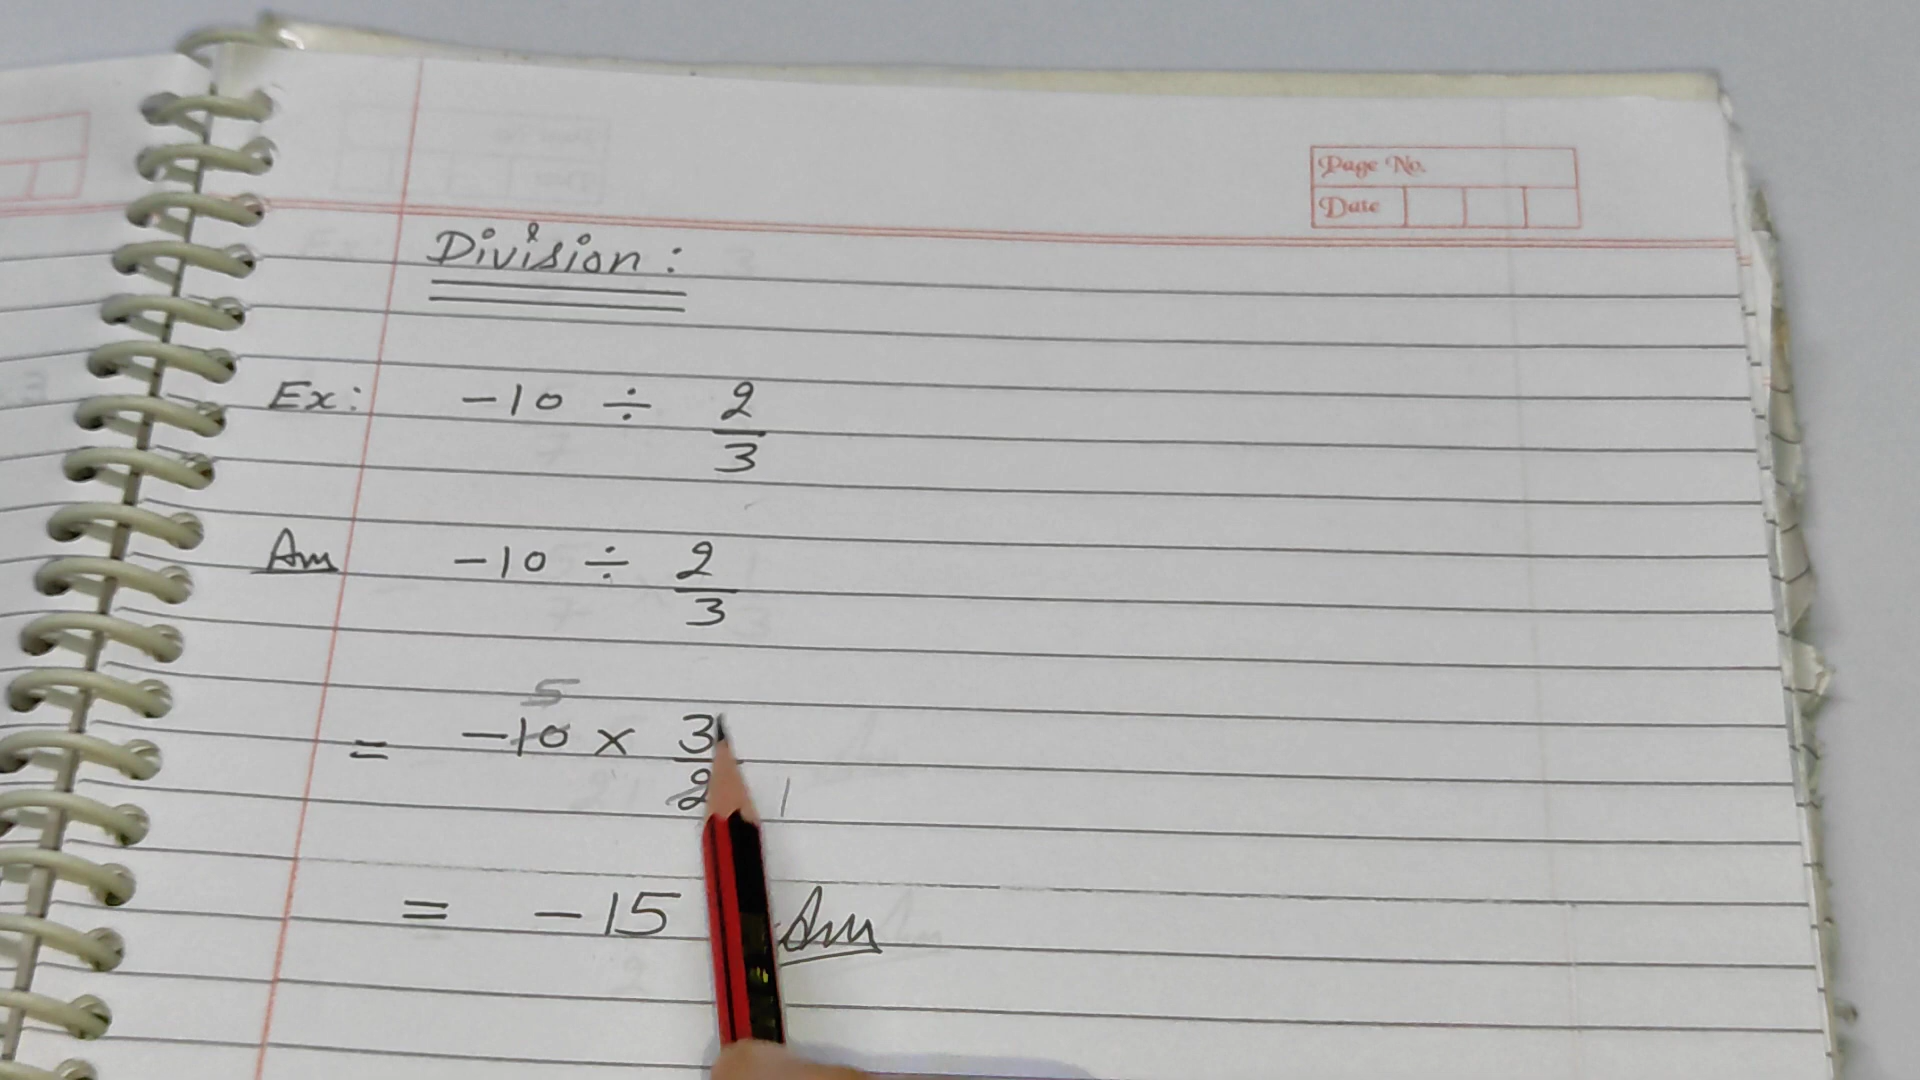 Page No.
Date
Division :
Ex: -10 ÷ 2/3
Ans -10 ÷ 2/3
5
= -10 × 3/2 1
= -15 Ans